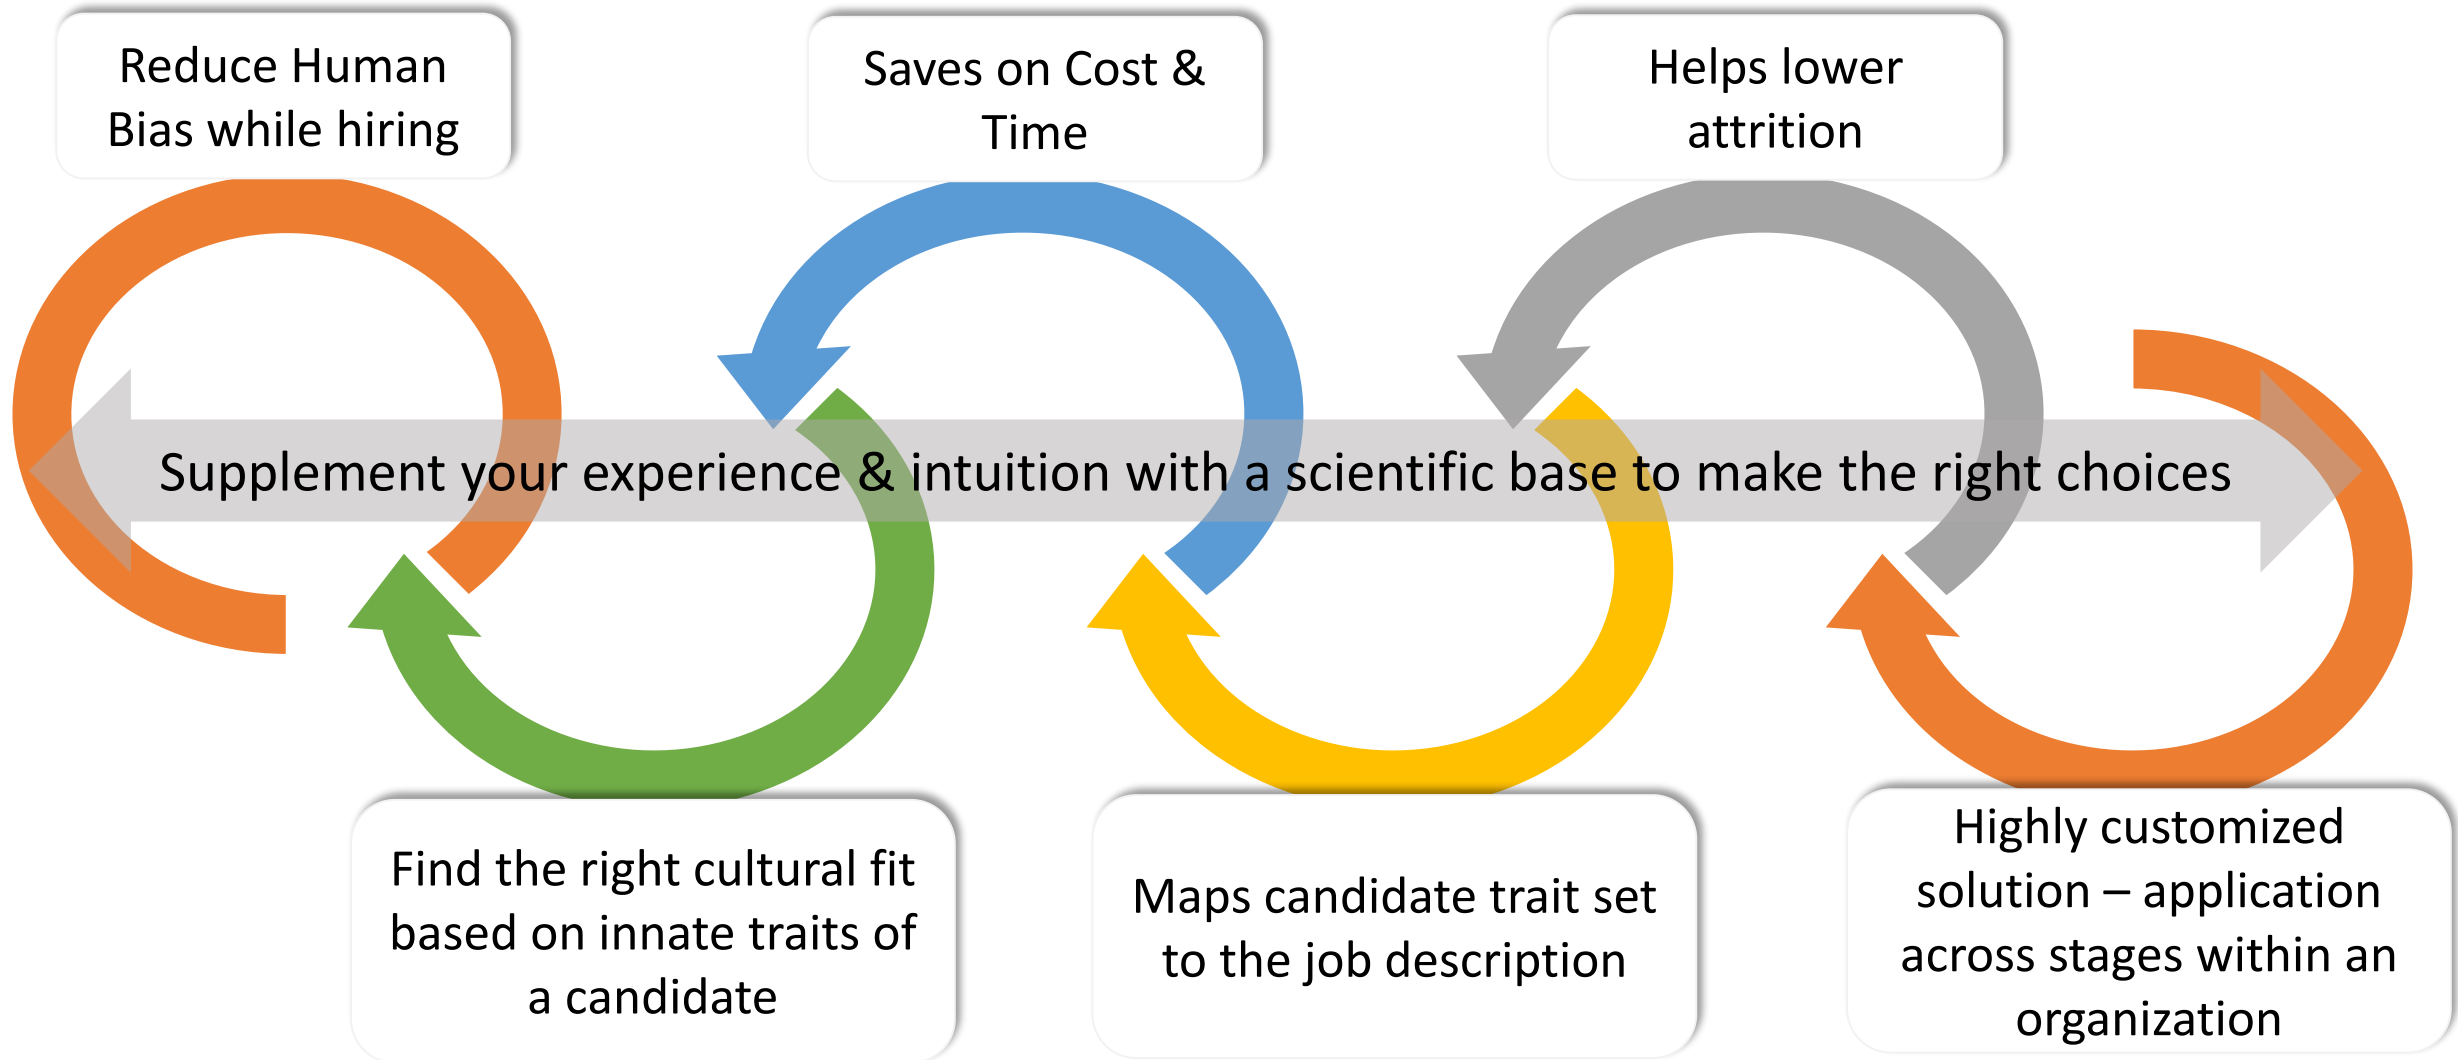 Reduce Human
Bias while hiring
Saves on Cost &
Time
Helps lower
attrition
Supplement your experience & intuition with a scientific base to make the right choices
Find the right cultural fit
based on innate traits of
a candidate
Maps candidate trait set
to the job description
Highly customized
solution – application
across stages within an
organization